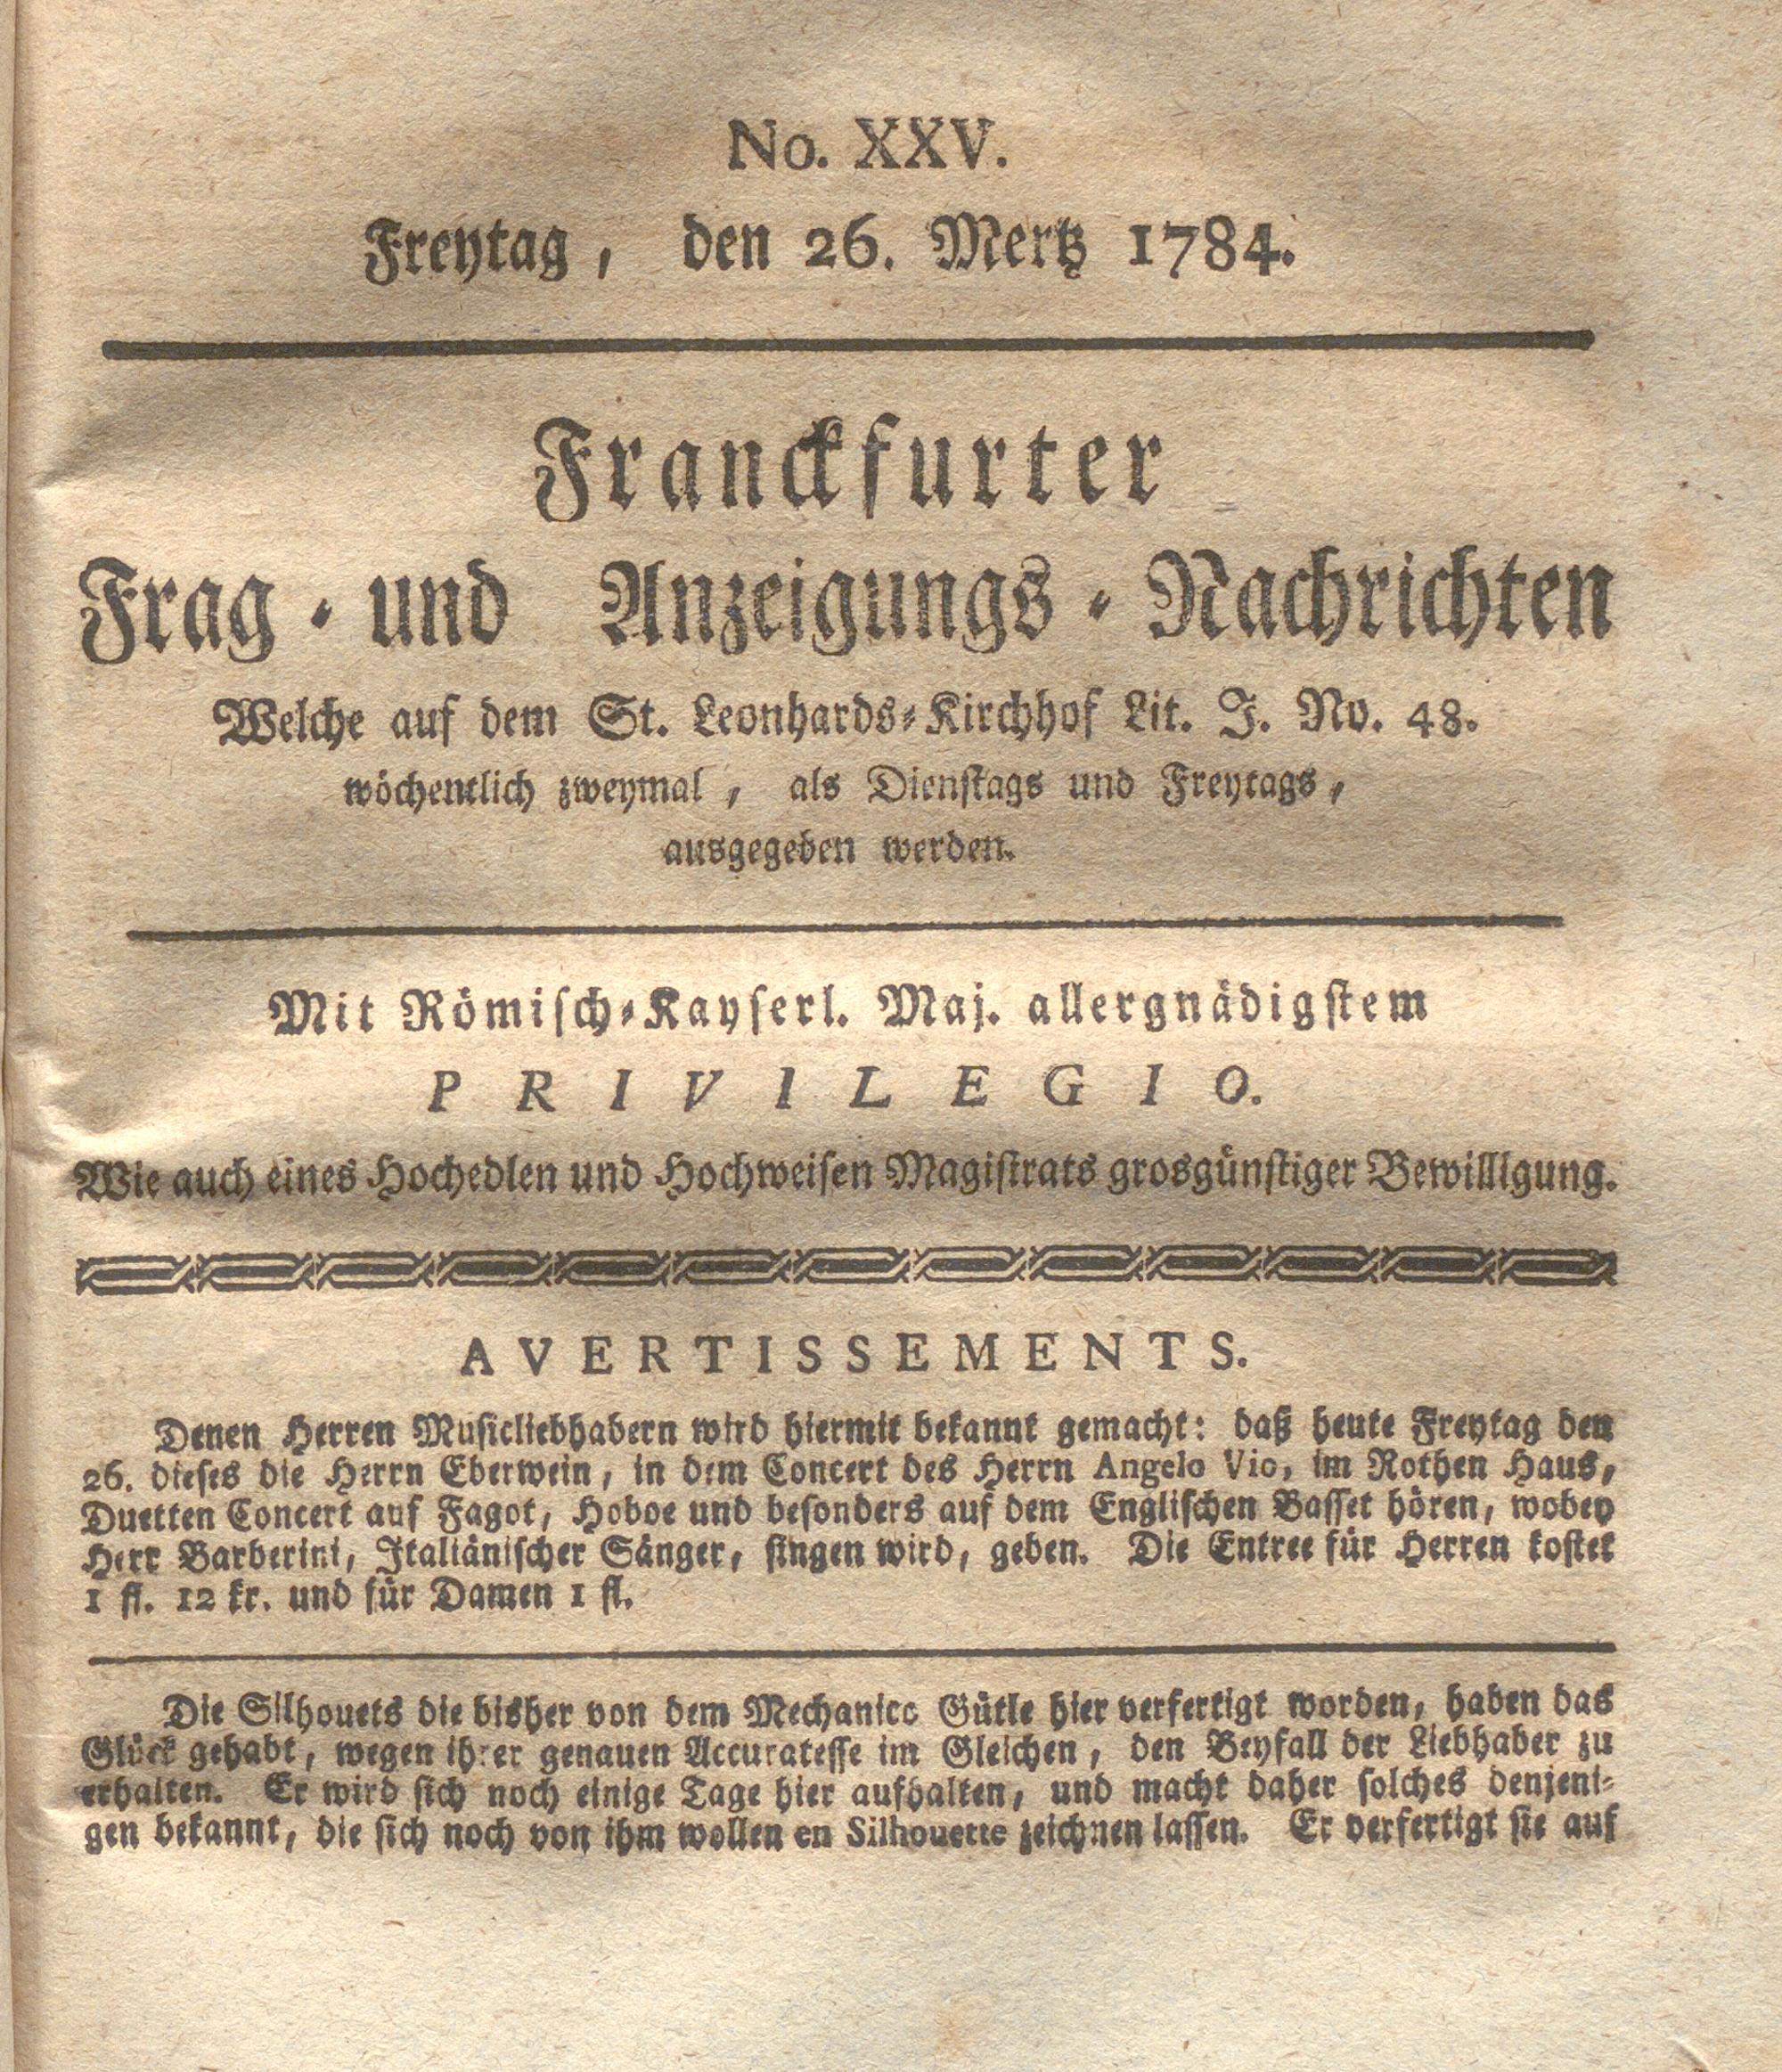 No. XXV.
Freytag, den 26. Mertz 1784.
Franckfurter
Frag- und Anzeigungs-Nachrichten
Welche auf dem St. Leonhards-Kirchhof Lit. J. No. 48.
wöchentlich zweymal, als Dienstags und Freytags,
ausgegeben werden.
Mit Römisch-Kayserl. Maj. allergnädigstem
PRIVILEGIO.
Wie auch eines Hochedlen und Hochweisen Magistrats grosgünstiger Bewilligung.
AVERTISSEMENTS.
Denen Herren Musicliebhabern wird hiermit bekannt gemacht: daß heute Freytag den
26. dieses die Herrn Eberwein, in dem Concert des Herrn Angelo Vio, im Rothen Haus,
Duetten Concert auf Fagot, Hoboe und besonders auf dem Englischen Basset hören, wobey
Herr Barberini, Italiänischer Sänger, singen wird, geben. Die Entree für Herren kostet
1 fl. 12 kr. und für Damen 1 fl.
Die Silhouets die bisher von dem Mechanico Gütle hier verfertigt worden, haben das
Glück gehabt, wegen ihrer genauen Accuratesse im Gleichen, den Beyfall der Liebhaber zu
erhalten. Er wird sich noch einige Tage hier aufhalten, und macht daher solches denjeni-
gen bekannt, die sich noch von ihm wollen en Silhouette zeichnen lassen. Er verfertigt sie auf